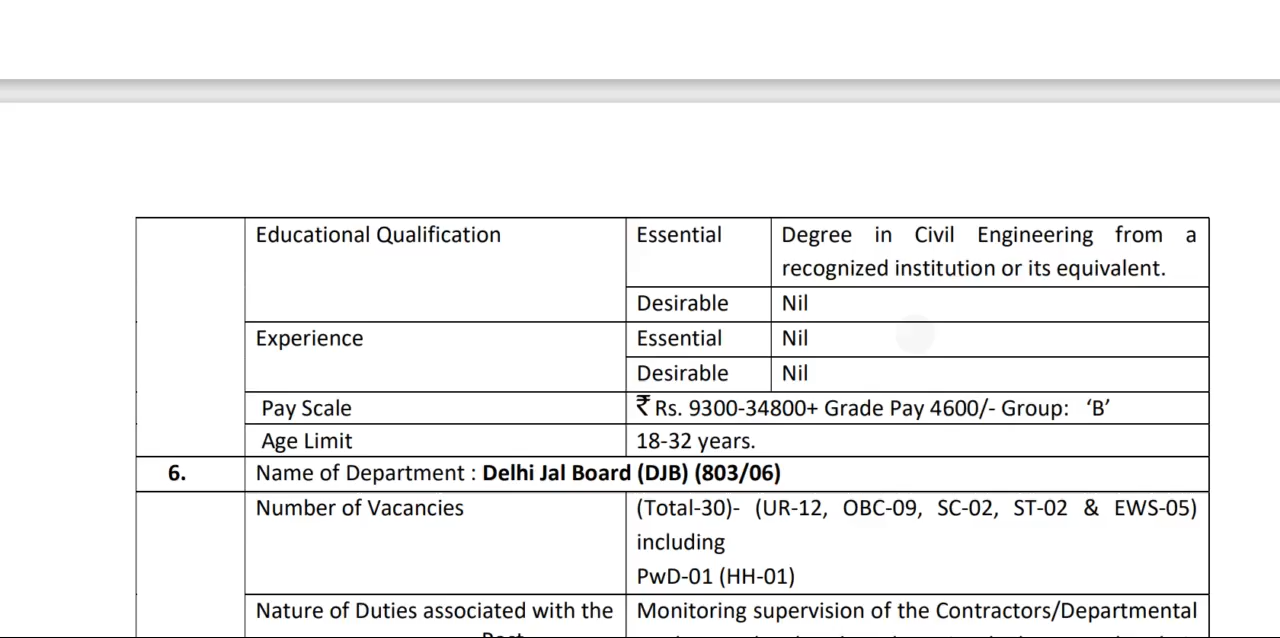 Educational Qualification Essential Degree in Civil Engineering from a
recognized institution or its equivalent.
Desirable Nil
Experience Essential Nil
Desirable Nil
Pay Scale ₹ Rs. 9300-34800+ Grade Pay 4600/- Group: ‘B’
Age Limit 18-32 years.
6. Name of Department : Delhi Jal Board (DJB) (803/06)
Number of Vacancies (Total-30)- (UR-12, OBC-09, SC-02, ST-02 & EWS-05)
including
PwD-01 (HH-01)
Nature of Duties associated with the Monitoring supervision of the Contractors/Departmental